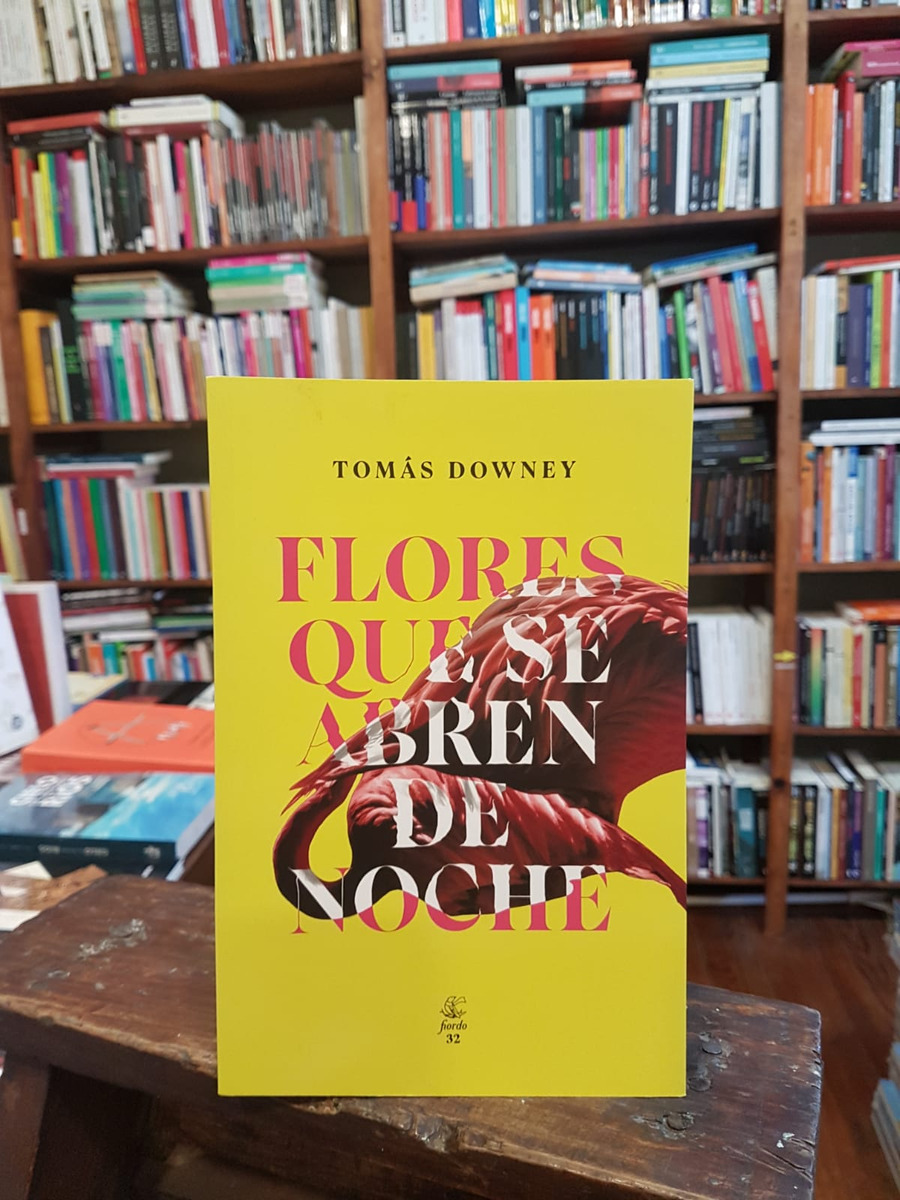 TOMÁS DOWNEY
FLORES
QUE SE
ABREN
DE
NOCHE
fiordo
32